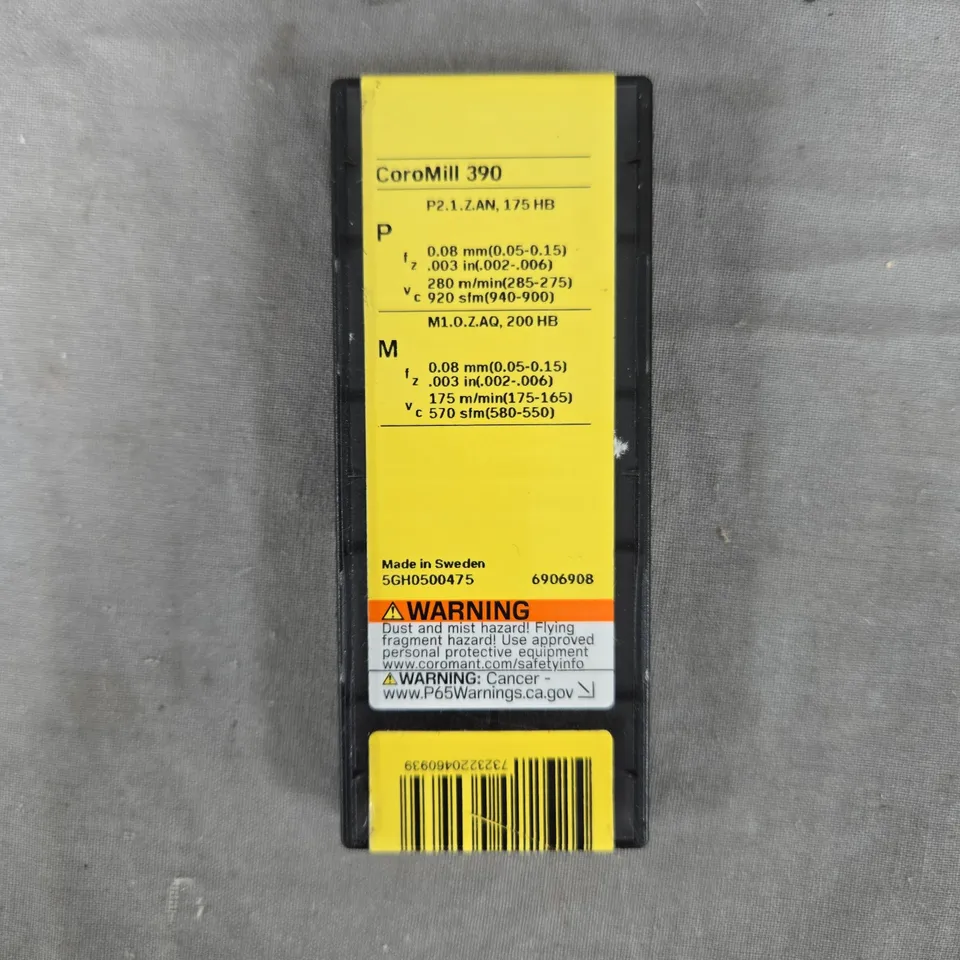 CoroMill 390
P2.1.Z.AN, 175 HB
P
fz 0.08 mm(0.05-0.15)
.003 in(.002-.006)
vc 280 m/min(285-275)
920 sfm(940-900)
M1.0.Z.AQ, 200 HB
M
fz 0.08 mm(0.05-0.15)
.003 in(.002-.006)
vc 175 m/min(175-165)
570 sfm(580-550)
Made in Sweden
5GH0500475 6906908
WARNING
Dust and mist hazard! Flying
fragment hazard! Use approved
personal protective equipment
www.coromant.com/safetyinfo
WARNING: Cancer -
www.P65Warnings.ca.gov
7323220460939